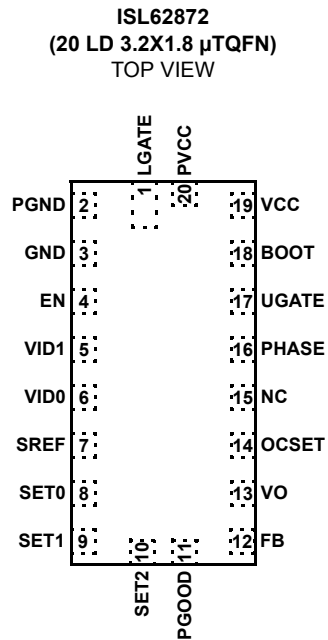 ISL62872
(20 LD 3.2X1.8 µTQFN)
TOP VIEW
1 LGATE
20 PVCC
PGND 2
19 VCC
GND 3
18 BOOT
EN 4
17 UGATE
VID1 5
16 PHASE
VID0 6
15 NC
SREF 7
14 OCSET
SET0 8
13 VO
SET1 9
12 FB
SET2 10
PGOOD 11